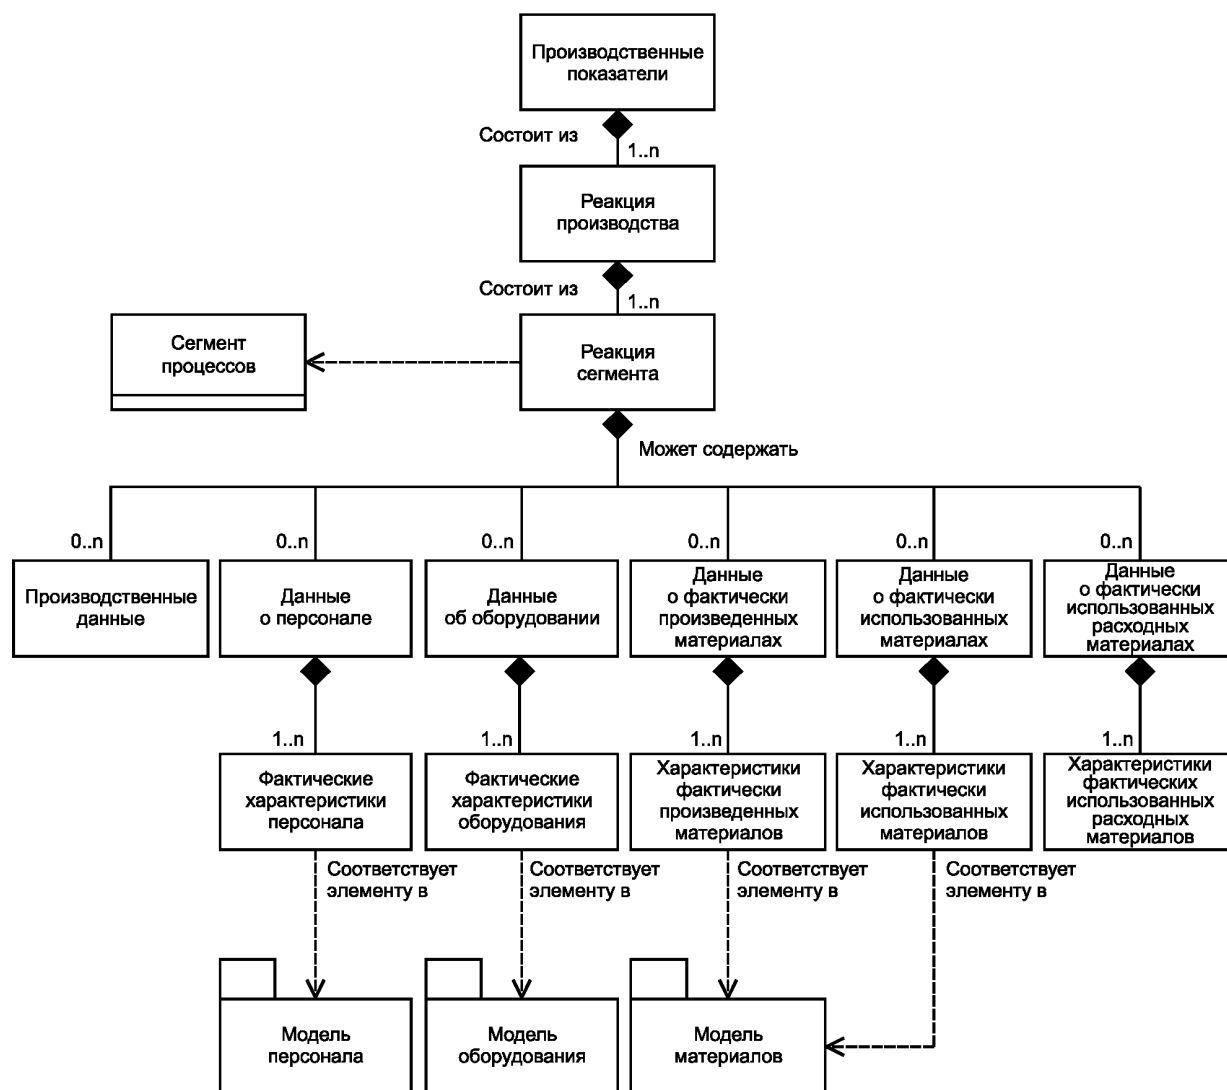 Производственные
показатели
Состоит из
1..n
Реакция
производства
Состоит из
1..n
Сегмент
процессов
Реакция
сегмента
Может содержать
0..n
0..n
0..n
0..n
0..n
0..n
Производственные
данные
Данные
о персонале
Данные
об оборудовании
Данные
о фактически
произведенных
материалах
Данные
о фактически
использованных
материалах
Данные
о фактически
использованных
расходных
материалах
1..n
1..n
1..n
1..n
1..n
Фактические
характеристики
персонала
Фактические
характеристики
оборудования
Характеристики
фактически
произведенных
материалов
Характеристики
фактически
использованных
материалов
Характеристики
фактических
использованных
расходных
материалов
Соответствует
элементу в
Соответствует
элементу в
Соответствует
элементу в
Соответствует
элементу в
Модель
персонала
Модель
оборудования
Модель
материалов